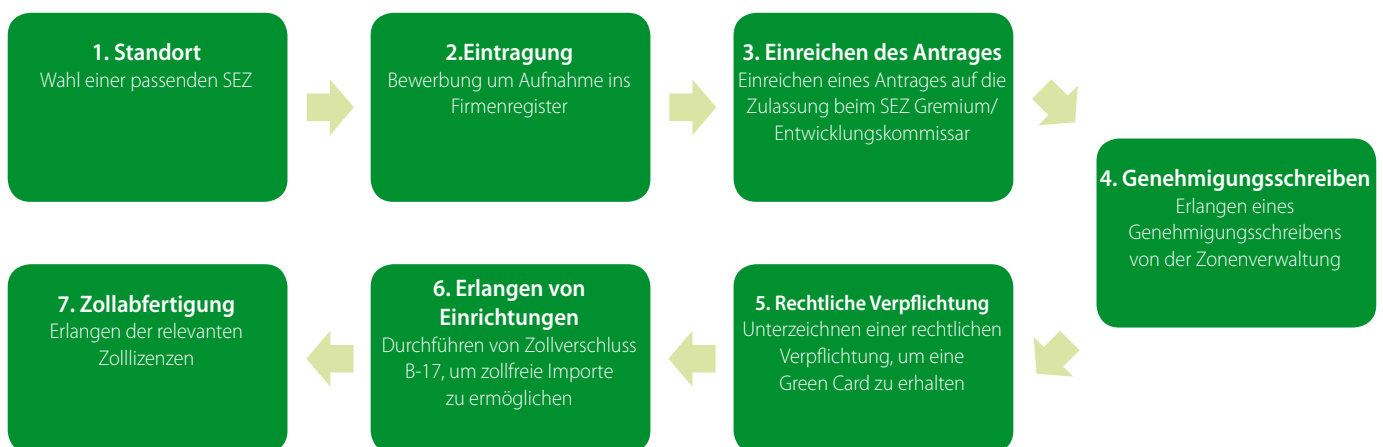 1. Standort
Wahl einer passenden SEZ
2.Eintragung
Bewerbung um Aufnahme ins
Firmenregister
3. Einreichen des Antrages
Einreichen eines Antrages auf die
Zulassung beim SEZ Gremium/
Entwicklungskommissar
4. Genehmigungsschreiben
Erlangen eines
Genehmigungsschreibens
von der Zonenverwaltung
5. Rechtliche Verpflichtung
Unterzeichnen einer rechtlichen
Verpflichtung, um eine
Green Card zu erhalten
6. Erlangen von
Einrichtungen
Durchführen von Zollverschluss
B-17, um zollfreie Importe
zu ermöglichen
7. Zollabfertigung
Erlangen der relevanten
Zolllizenzen